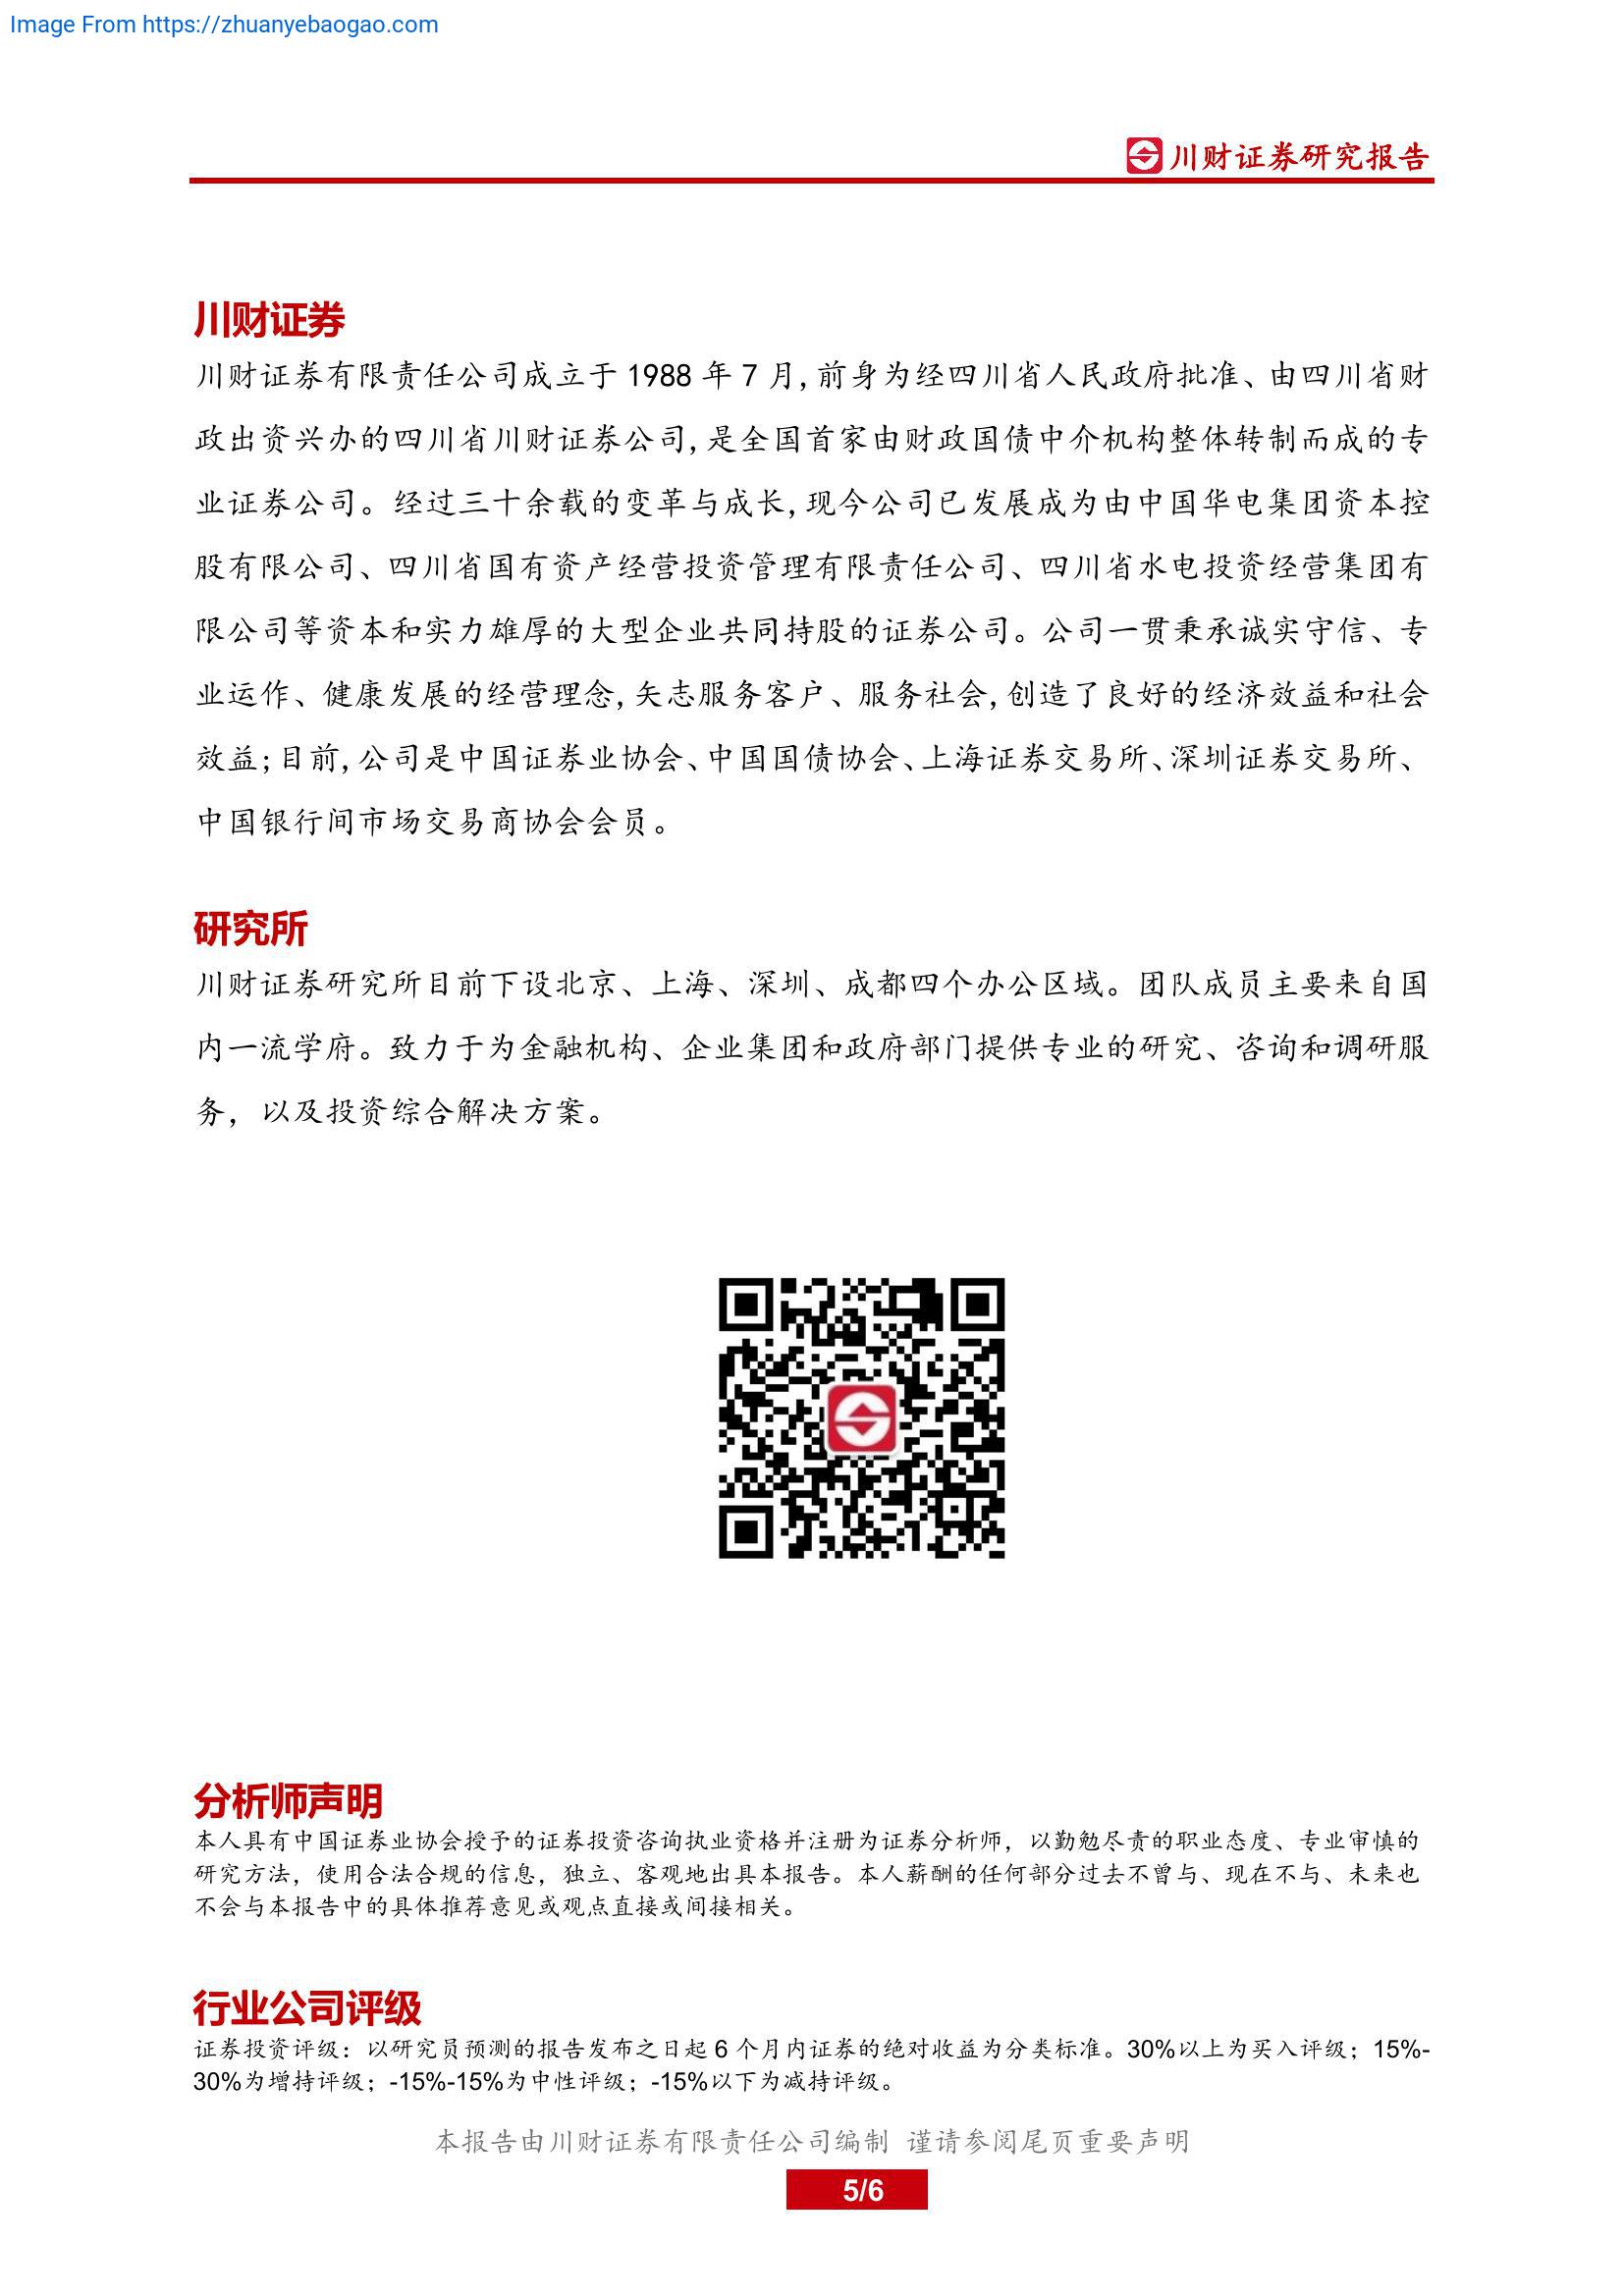 Image From https://zhuanyebaogao.com
川财证券研究报告
川财证券
川财证券有限责任公司成立于 1988 年 7 月,前身为经四川省人民政府批准、由四川省财
政出资兴办的四川省川财证券公司,是全国首家由财政国债中介机构整体转制而成的专
业证券公司。经过三十余载的变革与成长,现今公司已发展成为由中国华电集团资本控
股有限公司、四川省国有资产经营投资管理有限责任公司、四川省水电投资经营集团有
限公司等资本和实力雄厚的大型企业共同持股的证券公司。公司一贯秉承诚实守信、专
业运作、健康发展的经营理念,矢志服务客户、服务社会,创造了良好的经济效益和社会
效益;目前,公司是中国证券业协会、中国国债协会、上海证券交易所、深圳证券交易所、
中国银行间市场交易商协会会员。
研究所
川财证券研究所目前下设北京、上海、深圳、成都四个办公区域。团队成员主要来自国
内一流学府。致力于为金融机构、企业集团和政府部门提供专业的研究、咨询和调研服
务，以及投资综合解决方案。
分析师声明
本人具有中国证券业协会授予的证券投资咨询执业资格并注册为证券分析师，以勤勉尽责的职业态度、专业审慎的
研究方法，使用合法合规的信息，独立、客观地出具本报告。本人薪酬的任何部分过去不曾与、现在不与、未来也
不会与本报告中的具体推荐意见或观点直接或间接相关。
行业公司评级
证券投资评级：以研究员预测的报告发布之日起 6 个月内证券的绝对收益为分类标准。30%以上为买入评级；15%-
30%为增持评级；-15%-15%为中性评级；-15%以下为减持评级。
本报告由川财证券有限责任公司编制 谨请参阅尾页重要声明
5/6